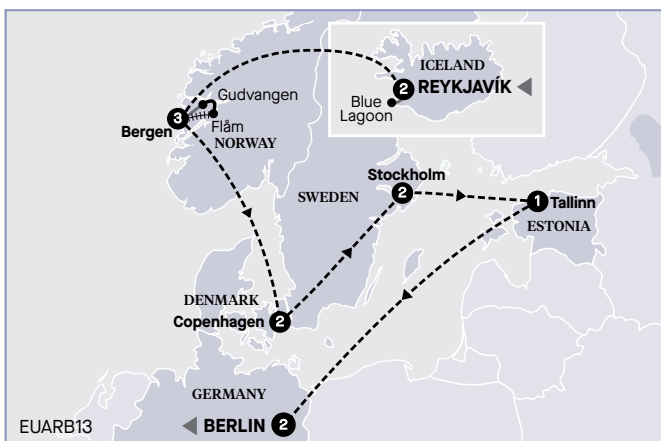 ICELAND
2 REYKJAVÍK
Blue
Lagoon
Gudvangen
3
Bergen
Flåm
NORWAY
Stockholm
2
SWEDEN
1 Tallinn
ESTONIA
DENMARK
Copenhagen 2
GERMANY
BERLIN 2
EUARB13